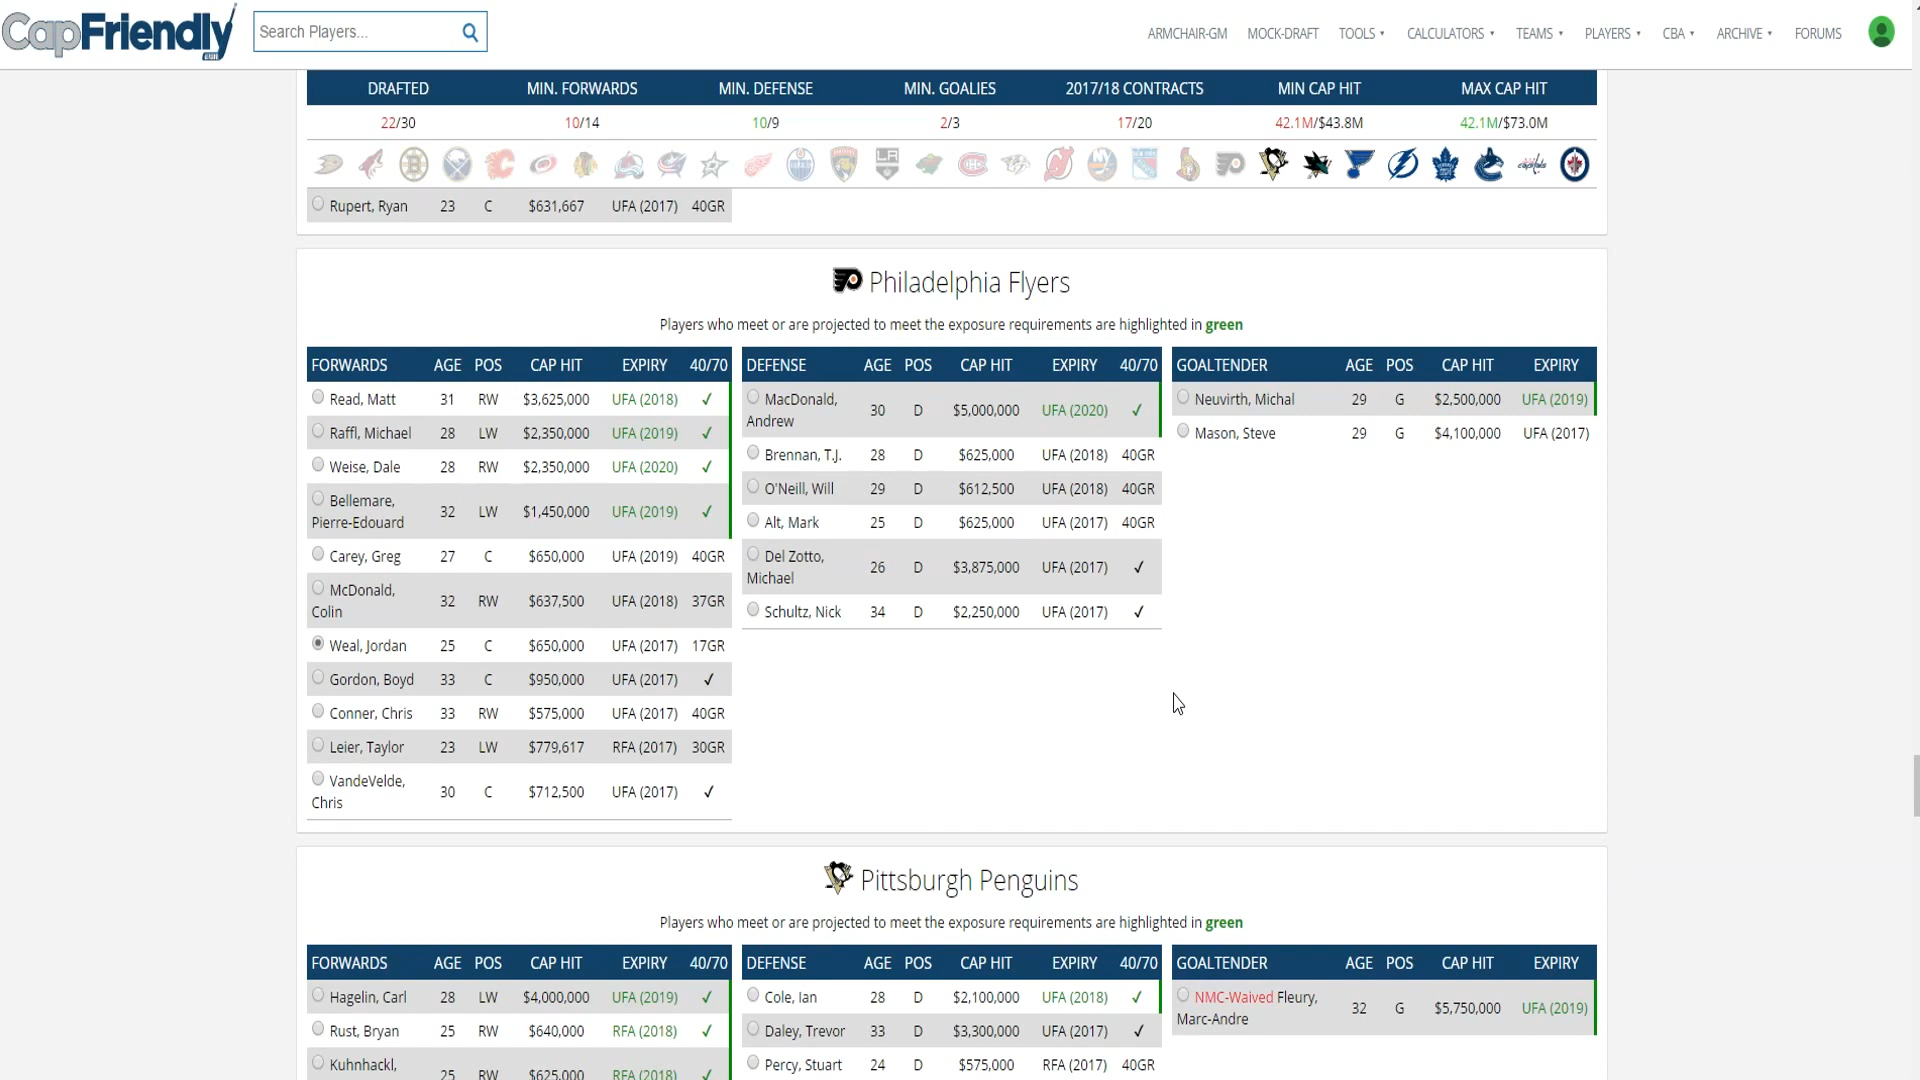 CapFriendly
Search Players...
ARMCHAIR-GM MOCK-DRAFT TOOLS CALCULATORS TEAMS PLAYERS CBA ARCHIVE FORUMS
DRAFTED MIN. FORWARDS MIN. DEFENSE MIN. GOALIES 2017/18 CONTRACTS MIN CAP HIT MAX CAP HIT
22/30 10/14 10/9 2/3 17/20 42.1M/$43.8M 42.1M/$73.0M
Rupert, Ryan 23 C $631,667 UFA (2017) 40GR
Philadelphia Flyers
Players who meet or are projected to meet the exposure requirements are highlighted in green
FORWARDS AGE POS CAP HIT EXPIRY 40/70
Read, Matt 31 RW $3,625,000 UFA (2018) ✓
Raffl, Michael 28 LW $2,350,000 UFA (2019) ✓
Weise, Dale 28 RW $2,350,000 UFA (2020) ✓
Bellemare,
Pierre-Edouard 32 LW $1,450,000 UFA (2019) ✓
Carey, Greg 27 C $650,000 UFA (2019) 40GR
McDonald,
Colin 32 RW $637,500 UFA (2018) 37GR
Weal, Jordan 25 C $650,000 UFA (2017) 17GR
Gordon, Boyd 33 C $950,000 UFA (2017) ✓
Conner, Chris 33 RW $575,000 UFA (2017) 40GR
Leier, Taylor 23 LW $779,617 RFA (2017) 30GR
VandeVelde,
Chris 30 C $712,500 UFA (2017) ✓
DEFENSE AGE POS CAP HIT EXPIRY 40/70
MacDonald,
Andrew 30 D $5,000,000 UFA (2020) ✓
Brennan, T.J. 28 D $625,000 UFA (2018) 40GR
O'Neill, Will 29 D $612,500 UFA (2018) 40GR
Alt, Mark 25 D $625,000 UFA (2017) 40GR
Del Zotto,
Michael 26 D $3,875,000 UFA (2017) ✓
Schultz, Nick 34 D $2,250,000 UFA (2017) ✓
GOALTENDER AGE POS CAP HIT EXPIRY
Neuvirth, Michal 29 G $2,500,000 UFA (2019)
Mason, Steve 29 G $4,100,000 UFA (2017)
Pittsburgh Penguins
Players who meet or are projected to meet the exposure requirements are highlighted in green
FORWARDS AGE POS CAP HIT EXPIRY 40/70
Hagelin, Carl 28 LW $4,000,000 UFA (2019) ✓
Rust, Bryan 25 RW $640,000 RFA (2018) ✓
Kuhnhackl,
25 RW $625,000 RFA (2018) ✓
DEFENSE AGE POS CAP HIT EXPIRY 40/70
Cole, Ian 28 D $2,100,000 UFA (2018) ✓
Daley, Trevor 33 D $3,300,000 UFA (2017) ✓
Percy, Stuart 24 D $575,000 RFA (2017) 40GR
GOALTENDER AGE POS CAP HIT EXPIRY
NMC-Waived Fleury,
Marc-Andre 32 G $5,750,000 UFA (2019)